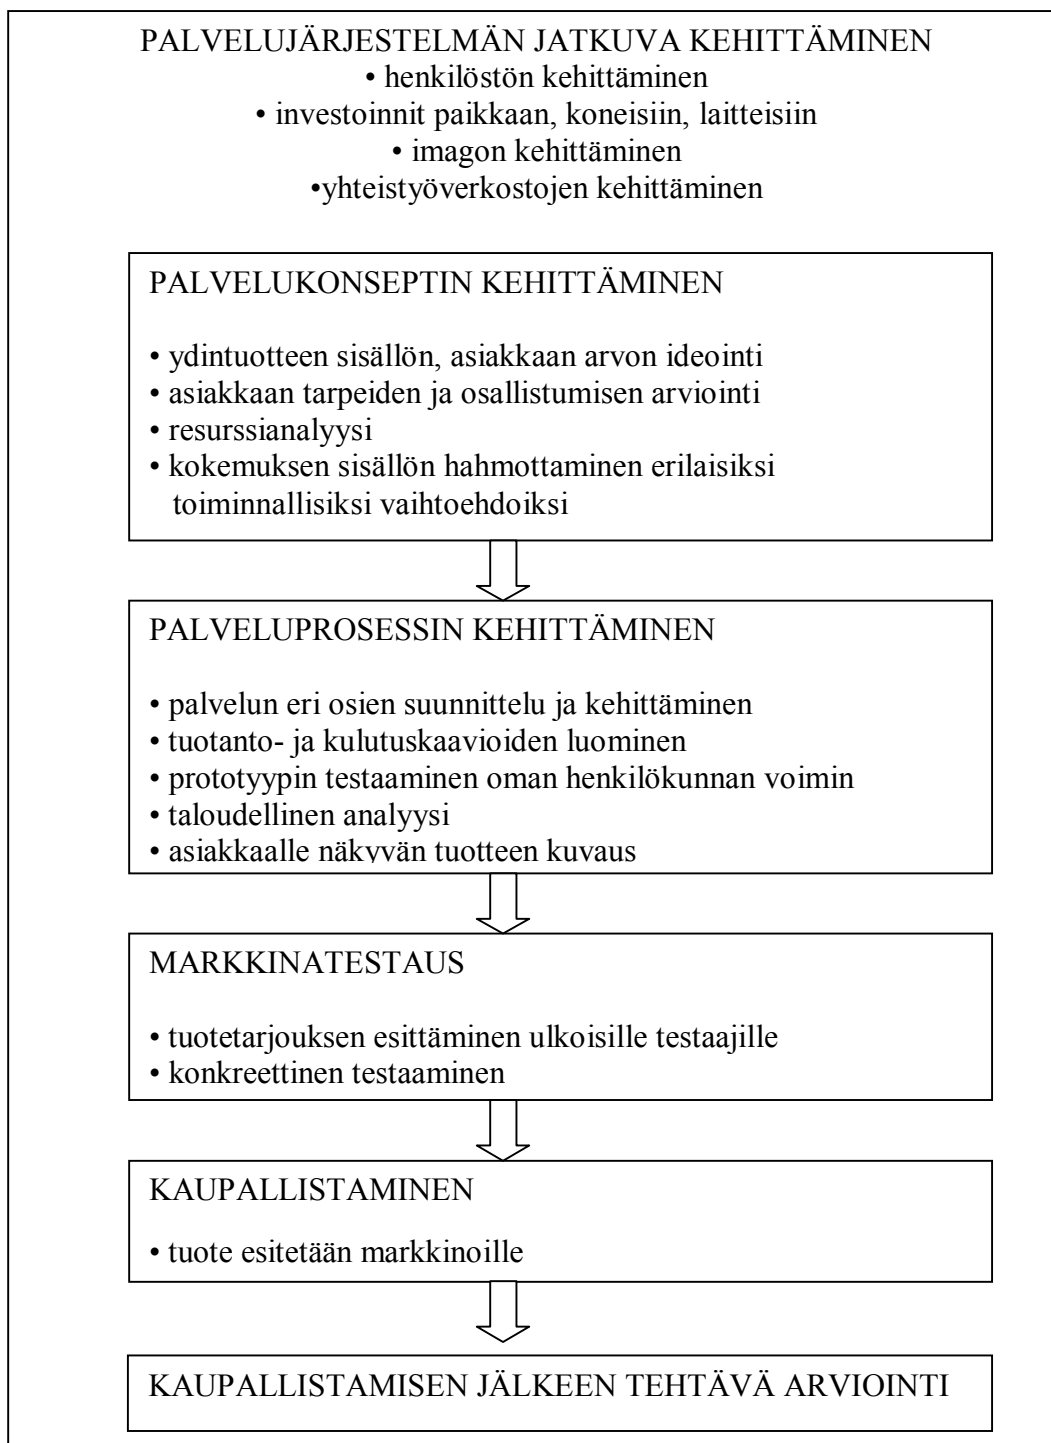 PALVELUJÄRJESTELMÄN JATKUVA KEHITTÄMINEN
• henkilöstön kehittäminen
• investoinnit paikkaan, koneisiin, laitteisiin
• imagon kehittäminen
•yhteistyöverkostojen kehittäminen
PALVELUKONSEPTIN KEHITTÄMINEN
• ydintuotteen sisällön, asiakkaan arvon ideointi
• asiakkaan tarpeiden ja osallistumisen arviointi
• resurssianalyysi
• kokemuksen sisällön hahmottaminen erilaisiksi
toiminnallisiksi vaihtoehdoiksi
PALVELUPROSESSIN KEHITTÄMINEN
• palvelun eri osien suunnittelu ja kehittäminen
• tuotanto- ja kulutuskaavioiden luominen
• prototyypin testaaminen oman henkilökunnan voimin
• taloudellinen analyysi
• asiakkaalle näkyvän tuotteen kuvaus
MARKKINATESTAUS
• tuotetarjouksen esittäminen ulkoisille testaajille
• konkreettinen testaaminen
KAUPALLISTAMINEN
• tuote esitetään markkinoille
KAUPALLISTAMISEN JÄLKEEN TEHTÄVÄ ARVIOINTI